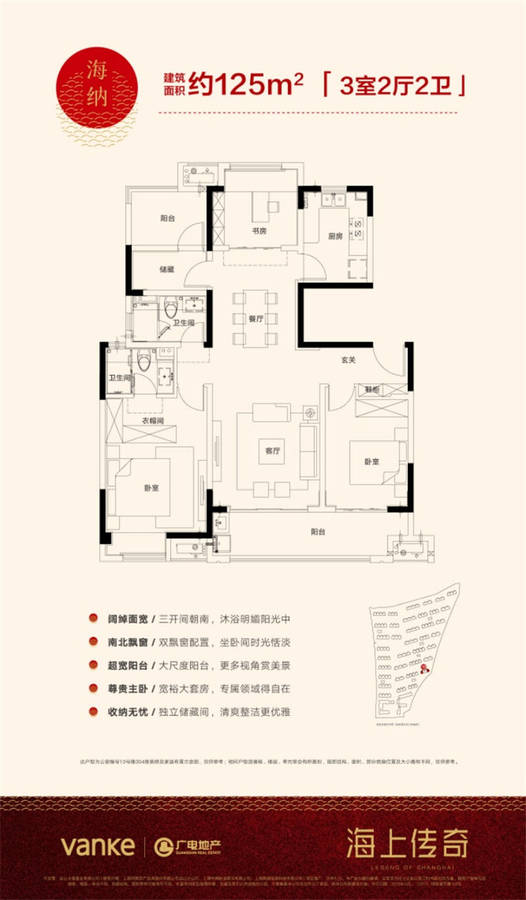 海纳
建筑面积 约125m² 「3室2厅2卫」
阳台
书房
厨房
储藏
卫生间
餐厅
玄关
卫生间
鞋柜
衣帽间
客厅
卧室
卧室
阳台
阔绰面宽 / 三开间朝南，沐浴明媚阳光中
南北飘窗 / 双飘窗配置，坐卧间时光恬淡
超宽阳台 / 大尺度阳台，更多视角赏美景
尊贵主卧 / 宽裕大套房，专属领域得自在
收纳无忧 / 独立储藏间，清爽整洁更优雅
vanke 广电地产
GUANGDIAN REAL ESTATE
海上传奇
LEGEND OF SHANGHAI